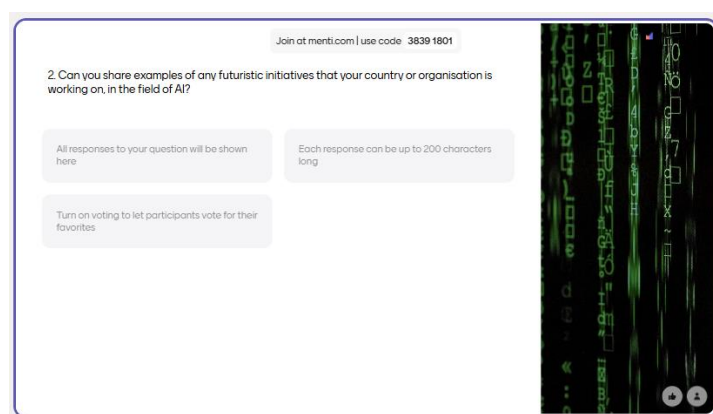 Join at menti.com | use code 3839 1801
2. Can you share examples of any futuristic initiatives that your country or organisation is
working on, in the field of AI?
All responses to your question will be shown
here
Each response can be up to 200 characters
long
Turn on voting to let participants vote for their
favorites